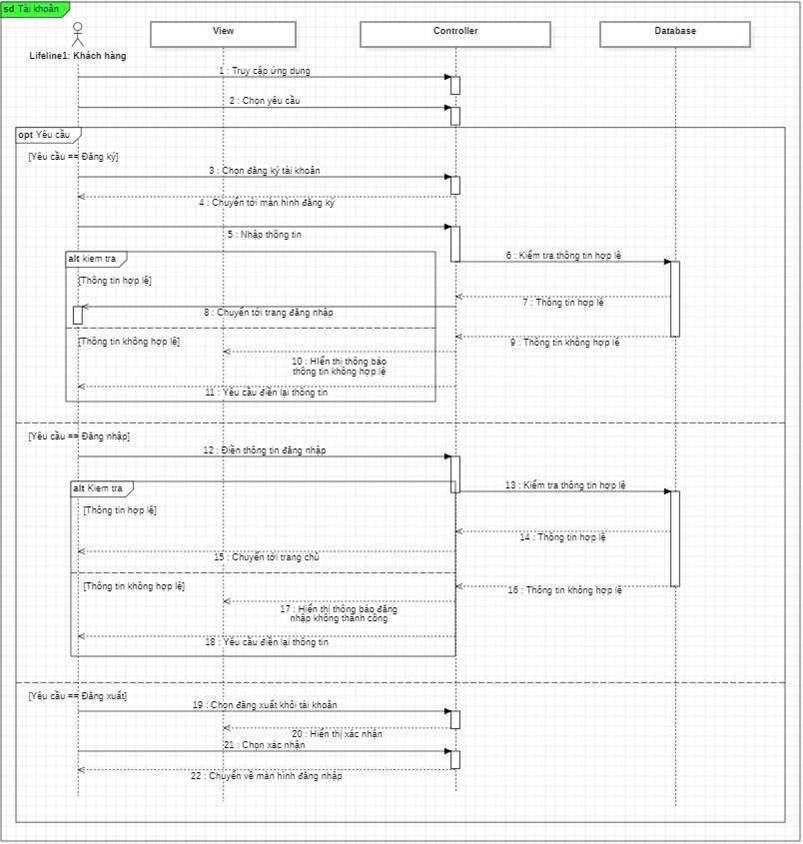 sd Tài khoản
View
Controller
Database
Lifeline1: Khách hàng
1 : Truy cập ứng dụng
2 : Chọn yêu cầu
opt Yêu cầu
[Yêu cầu == Đăng ký]
3 : Chọn đăng ký tài khoản
4 : Chuyển tới màn hình đăng ký
5 : Nhập thông tin
alt kiem tra
6 : Kiểm tra thông tin hợp lệ
[Thông tin hợp lệ]
7 : Thông tin hợp lệ
8 : Chuyển tới trang đăng nhập
[Thông tin không hợp lệ]
9 : Thông tin không hợp lệ
10 : Hiển thị thông báo
thông tin không hợp lệ
11 : Yêu cầu điền lại thông tin
[Yêu cầu == Đăng nhập]
12 : Điền thông tin đăng nhập
alt Kiem tra
13 : Kiểm tra thông tin hợp lệ
[Thông tin hợp lệ]
14 : Thông tin hợp lệ
15 : Chuyển tới trang chủ
[Thông tin không hợp lệ]
16 : Thông tin không hợp lệ
17 : Hiển thị thông báo đăng
nhập không thành công
18 : Yêu cầu điền lại thông tin
[Yêu cầu == Đăng xuất]
19 : Chọn đăng xuất khỏi tài khoản
20 : Hiển thị xác nhận
21 : Chọn xác nhận
22 : Chuyển về màn hình đăng nhập